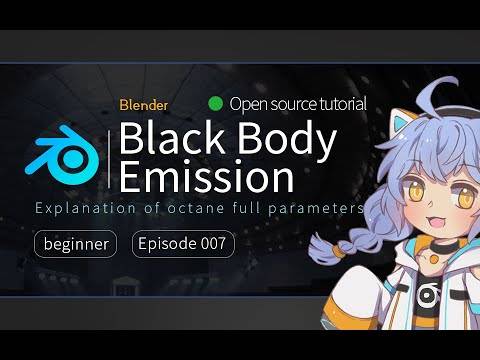 Blender
Open source tutorial
Black Body
Emission
Explanation of octane full parameters
beginner
Episode 007